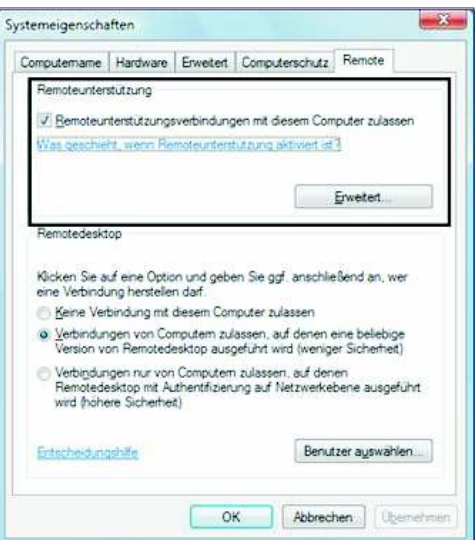 Systemeigenschaften
Computername Hardware Erweitert Computerschutz Remote
Remoteunterstützung
Remoteunterstützungsverbindungen mit diesem Computer zulassen
Was geschieht, wenn Remoteunterstützung aktiviert ist?
Erweitert...
Remotedesktop
Klicken Sie auf eine Option und geben Sie ggf. anschließend an, wer
eine Verbindung herstellen darf.
Keine Verbindung mit diesem Computer zulassen
Verbindungen von Computern zulassen, auf denen eine beliebige
Version von Remotedesktop ausgeführt wird (weniger Sicherheit)
Verbindungen nur von Computern zulassen, auf denen
Remotedesktop mit Authentifizierung auf Netzwerkebene ausgeführt
wird (höhere Sicherheit)
Entscheidungshilfe
Benutzer auswählen...
OK Abbrechen Übernehmen